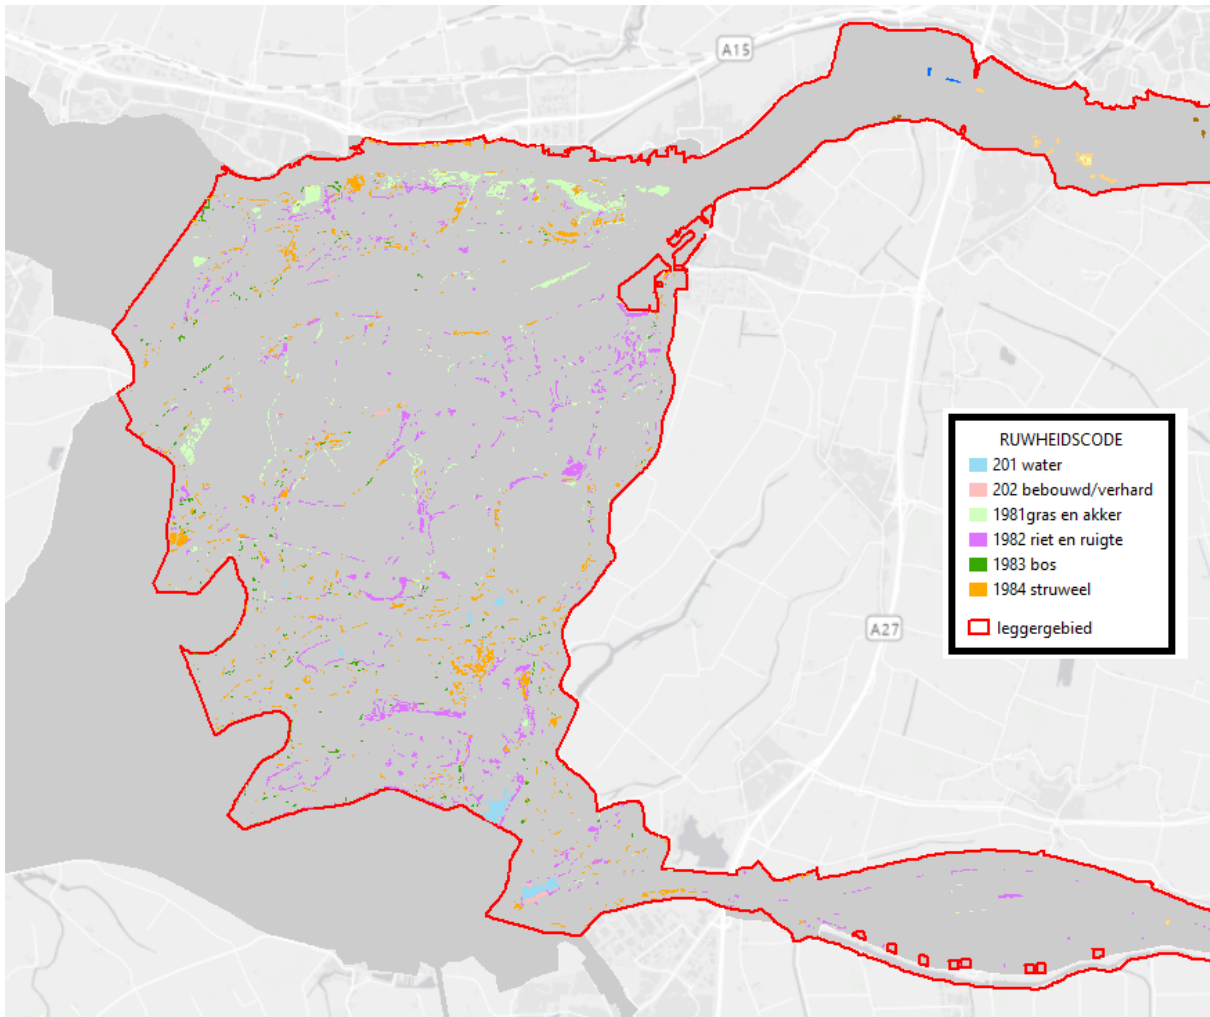 A15
RUWHEIDSCODE
201 water
202 bebouwd/verhard
1981gras en akker
1982 riet en ruigte
1983 bos
1984 struweel
leggergebied
A27